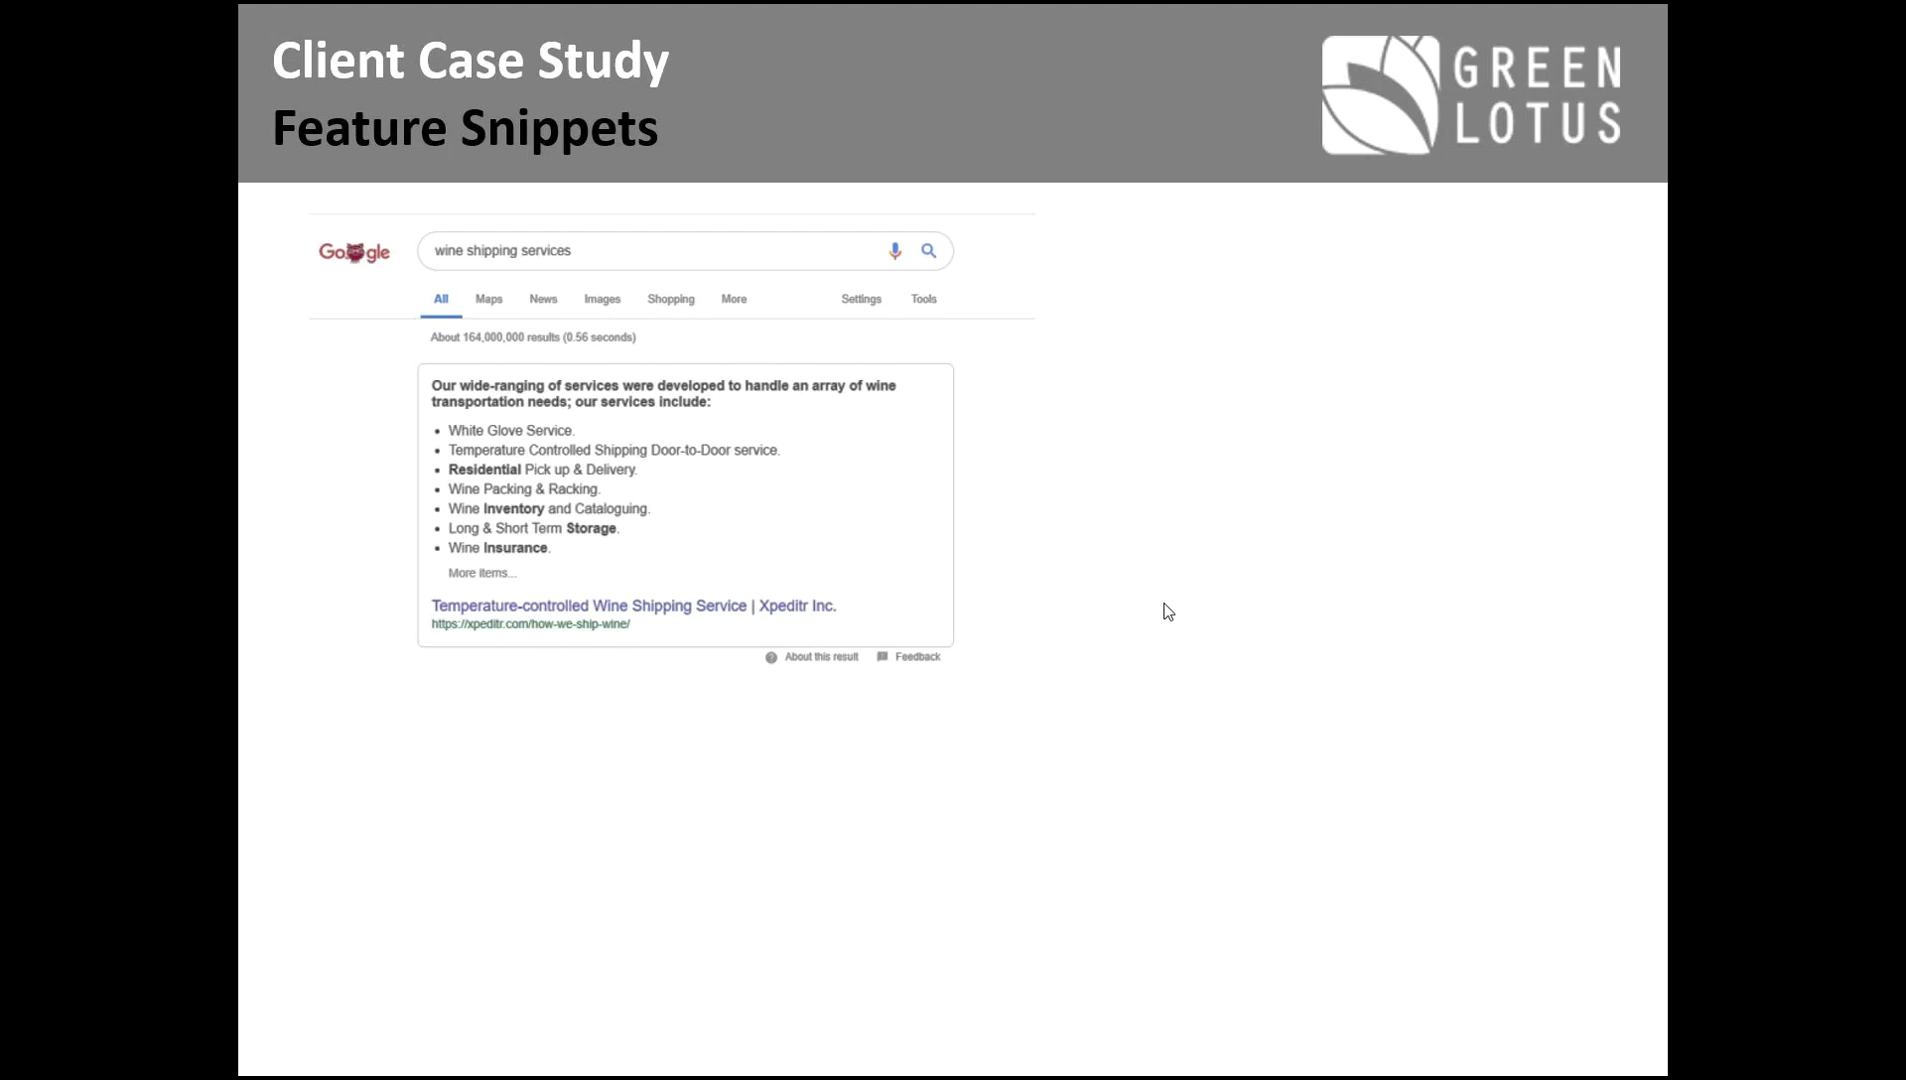 Client Case Study
Feature Snippets
GREEN
LOTUS
Google
wine shipping services
All Maps News Images Shopping More Settings Tools
About 164,000,000 results (0.56 seconds)
Our wide-ranging of services were developed to handle an array of wine
transportation needs; our services include:
• White Glove Service.
• Temperature Controlled Shipping Door-to-Door service.
• Residential Pick up & Delivery.
• Wine Packing & Racking.
• Wine Inventory and Cataloguing.
• Long & Short Term Storage.
• Wine Insurance.
More items...
Temperature-controlled Wine Shipping Service | Xpeditr Inc.
https://xpeditr.com/how-we-ship-wine/
About this result Feedback